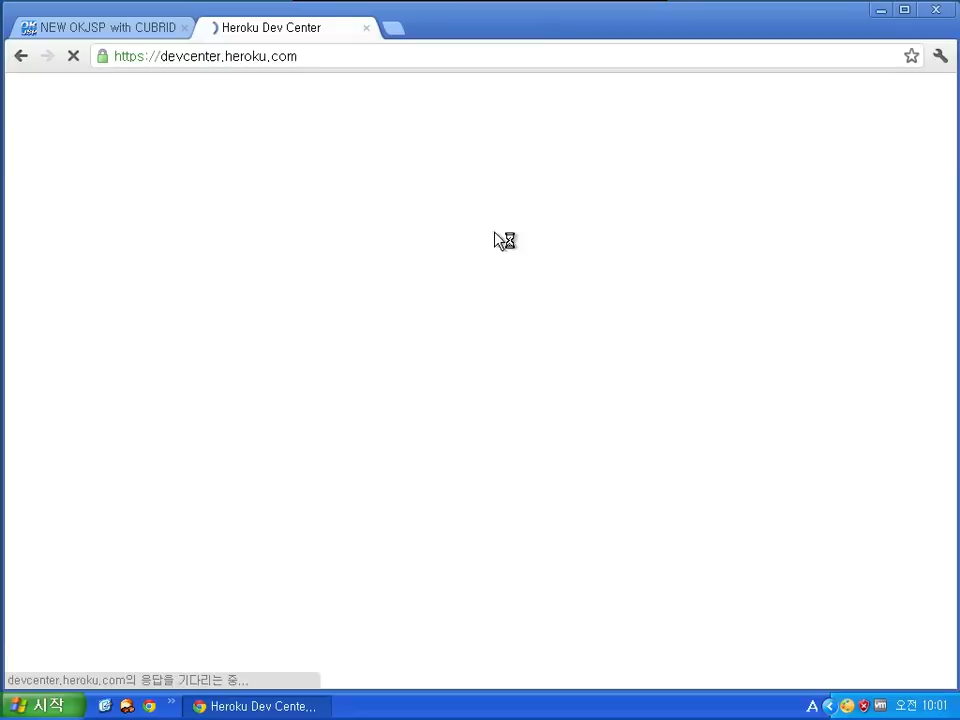 NEW OKJSP with CUBRID
Heroku Dev Center
https://devcenter.heroku.com
devcenter.heroku.com의 응답을 기다리는 중...
시작
Heroku Dev Cente...
A
오전 10:01